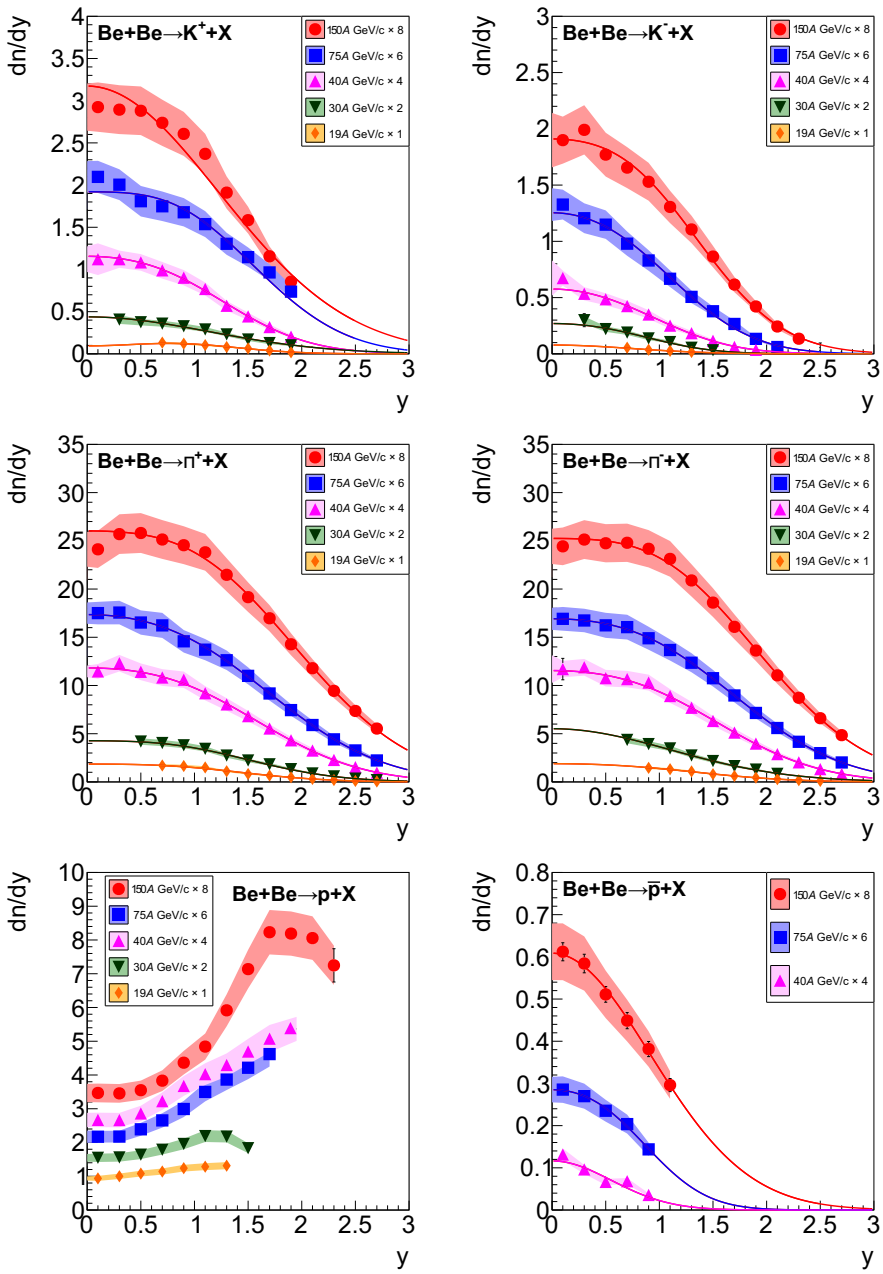 dn/dy
Be+Be→K⁺+X
150A GeV/c × 8
75A GeV/c × 6
40A GeV/c × 4
30A GeV/c × 2
19A GeV/c × 1
4
3.5
3
2.5
2
1.5
1
0.5
0
0 0.5 1 1.5 2 2.5 3
y
dn/dy
Be+Be→K⁻+X
150A GeV/c × 8
75A GeV/c × 6
40A GeV/c × 4
30A GeV/c × 2
19A GeV/c × 1
3
2.5
2
1.5
1
0.5
0
0 0.5 1 1.5 2 2.5 3
y
dn/dy
Be+Be→π⁺+X
150A GeV/c × 8
75A GeV/c × 6
40A GeV/c × 4
30A GeV/c × 2
19A GeV/c × 1
35
30
25
20
15
10
5
0
0 0.5 1 1.5 2 2.5 3
y
dn/dy
Be+Be→π⁻+X
150A GeV/c × 8
75A GeV/c × 6
40A GeV/c × 4
30A GeV/c × 2
19A GeV/c × 1
35
30
25
20
15
10
5
0
0 0.5 1 1.5 2 2.5 3
y
dn/dy
Be+Be→p+X
150A GeV/c × 8
75A GeV/c × 6
40A GeV/c × 4
30A GeV/c × 2
19A GeV/c × 1
10
9
8
7
6
5
4
3
2
1
0
0 0.5 1 1.5 2 2.5 3
y
dn/dy
Be+Be→p̅+X
150A GeV/c × 8
75A GeV/c × 6
40A GeV/c × 4
0.8
0.7
0.6
0.5
0.4
0.3
0.2
0.1
0
0 0.5 1 1.5 2 2.5 3
y